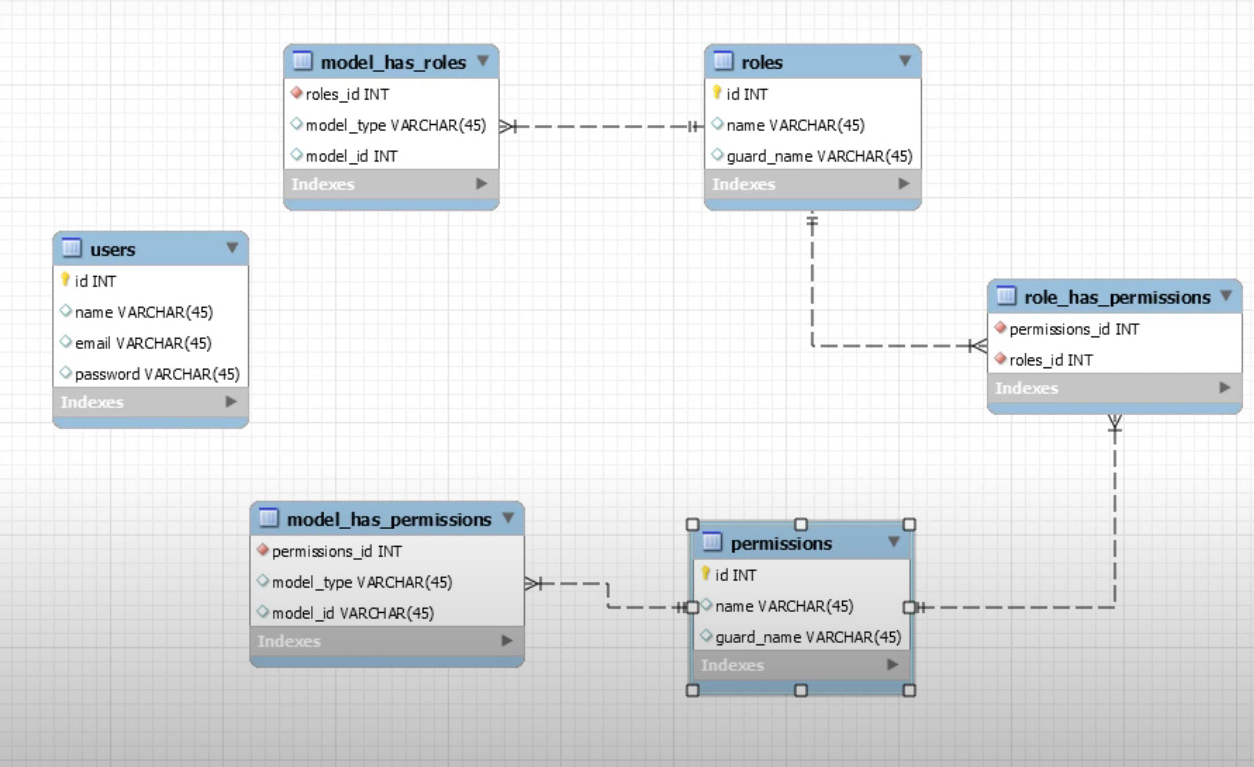 model_has_roles
roles_id INT
model_type VARCHAR(45)
model_id INT
Indexes
roles
id INT
name VARCHAR(45)
guard_name VARCHAR(45)
Indexes
users
id INT
name VARCHAR(45)
email VARCHAR(45)
password VARCHAR(45)
Indexes
role_has_permissions
permissions_id INT
roles_id INT
Indexes
model_has_permissions
permissions_id INT
model_type VARCHAR(45)
model_id VARCHAR(45)
Indexes
permissions
id INT
name VARCHAR(45)
guard_name VARCHAR(45)
Indexes